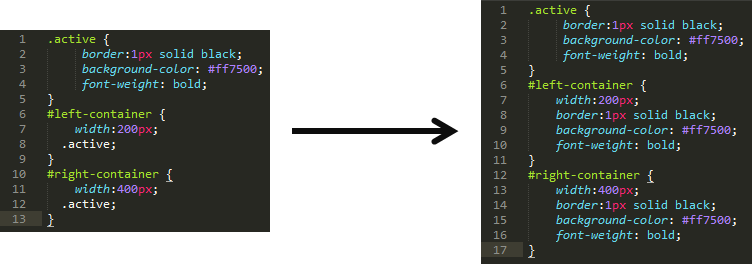 1 .active {
2 border:1px solid black;
3 background-color: #ff7500;
4 font-weight: bold;
5 }
6 #left-container {
7 width:200px;
8 .active;
9 }
10 #right-container {
11 width:400px;
12 .active;
13 }
1 .active {
2 border:1px solid black;
3 background-color: #ff7500;
4 font-weight: bold;
5 }
6 #left-container {
7 width:200px;
8 border:1px solid black;
9 background-color: #ff7500;
10 font-weight: bold;
11 }
12 #right-container {
13 width:400px;
14 border:1px solid black;
15 background-color: #ff7500;
16 font-weight: bold;
17 }